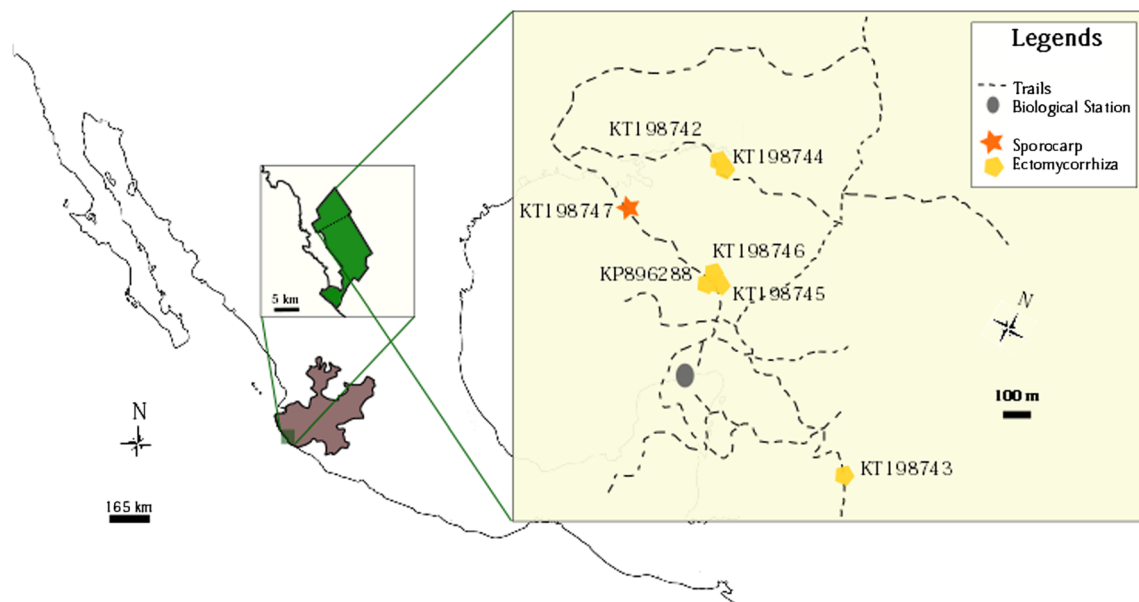 Legends
Trails
Biological Station
Sporocarp
Ectomycorrhiza
KT198742
KT198744
KT198747
KT198746
KP896288
KT198745
N
100 m
5 km
N
165 km
KT198743